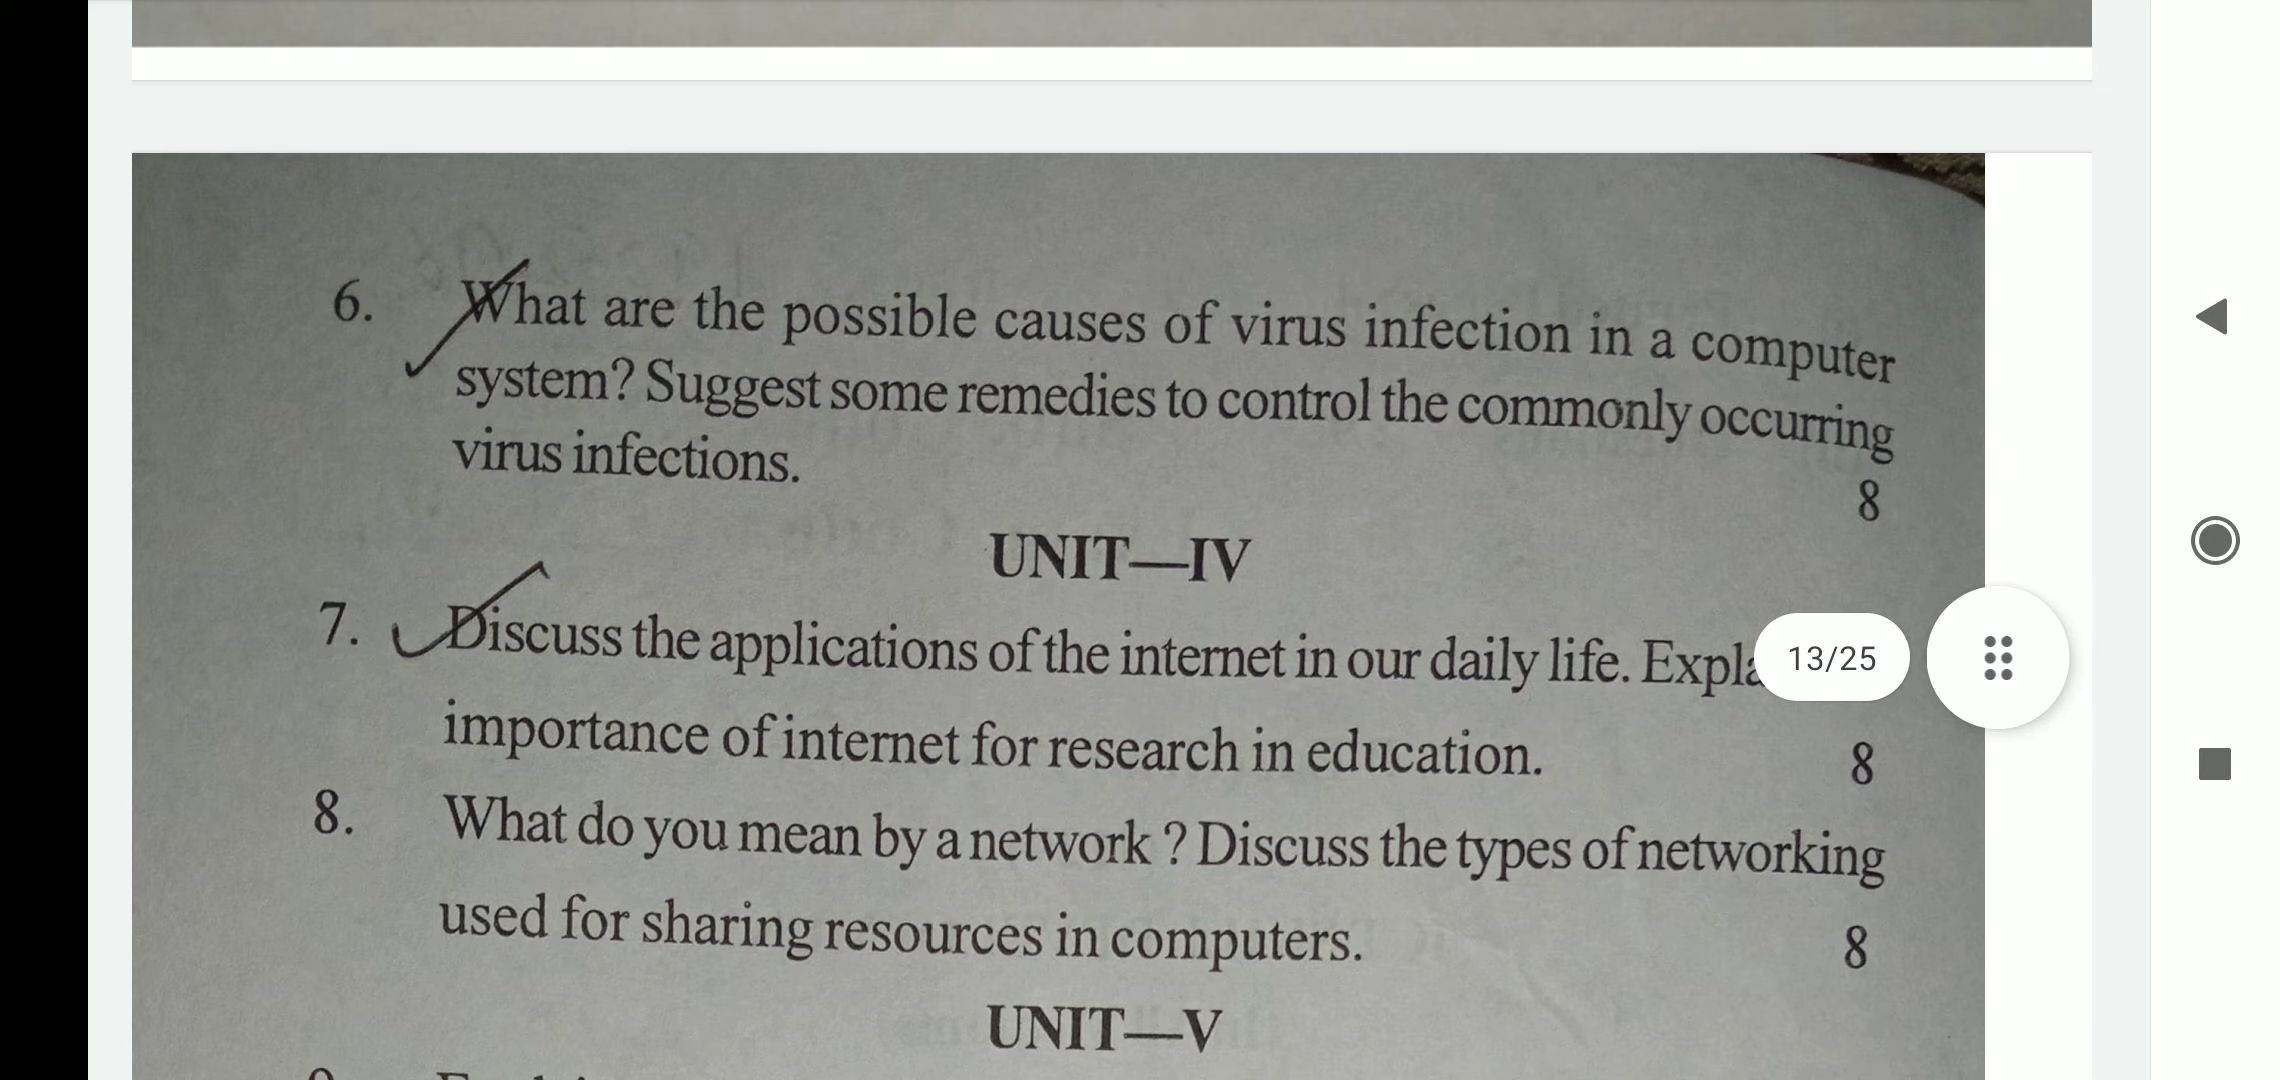 6. What are the possible causes of virus infection in a computer
system? Suggest some remedies to control the commonly occurring
virus infections.
8
UNIT—IV
7. Discuss the applications of the internet in our daily life.
13/25
importance of internet for research in education. 8
8. What do you mean by a network ? Discuss the types of networking
used for sharing resources in computers. 8
UNIT—V